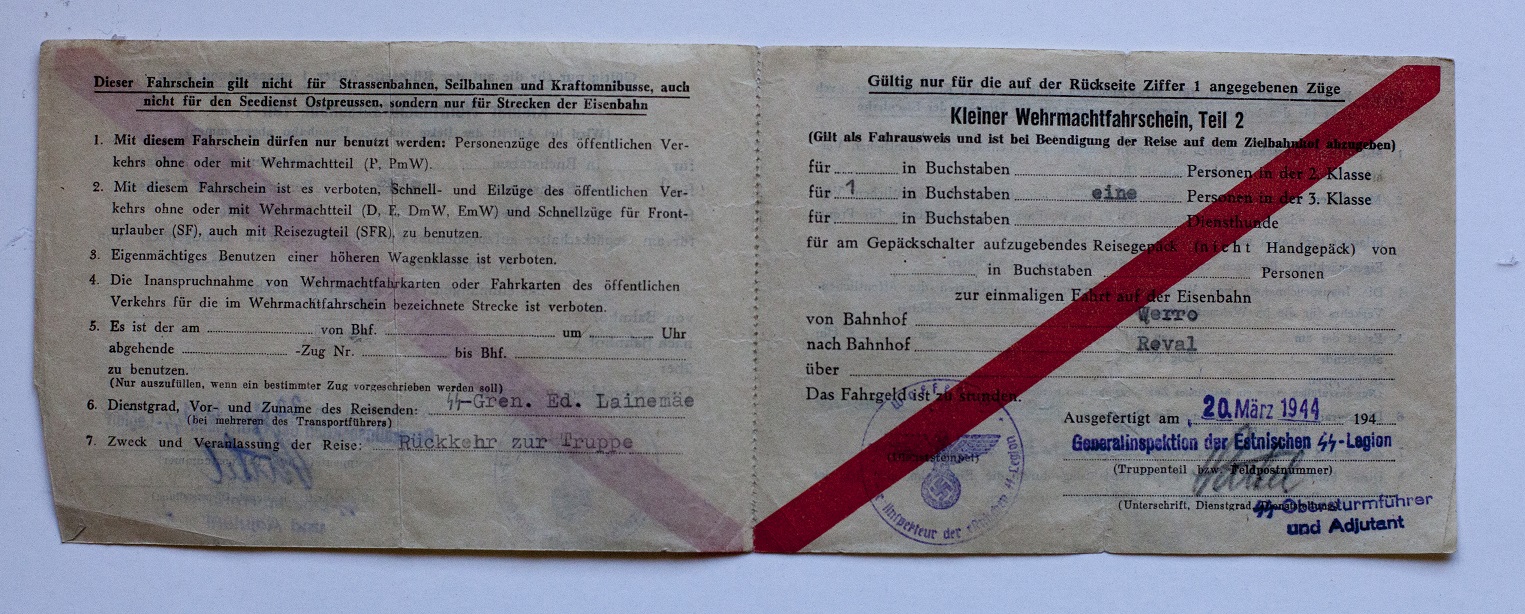 Dieser Fahrschein gilt nicht für Strassenbahnen, Seilbahnen und Kraftomnibusse, auch
nicht für den Seedienst Ostpreussen, sondern nur für Strecken der Eisenbahn
1. Mit diesem Fahrschein dürfen nur benutzt werden: Personenzüge des öffentlichen Ver-
kehrs ohne oder mit Wehrmachtteil (P, PmW).
2. Mit diesem Fahrschein ist es verboten, Schnell- und Eilzüge des öffentlichen Ver-
kehrs ohne oder mit Wehrmachtteil (D, E, DmW, EmW) und Schnellzüge für Front-
urlauber (SF), auch mit Reisezugteil (SFR), zu benutzen.
3. Eigenmächtiges Benutzen einer höheren Wagenklasse ist verboten.
4. Die Inanspruchnahme von Wehrmachtfahrkarten oder Fahrkarten des öffentlichen
Verkehrs für die im Wehrmachtfahrschein bezeichnete Strecke ist verboten.
5. Es ist der am von Bhf. um Uhr
abgehende -Zug Nr. bis Bhf.
zu benutzen.
(Nur auszufüllen, wenn ein bestimmter Zug vorgeschrieben werden soll)
6. Dienstgrad, Vor- und Zuname des Reisenden: ᛋᛋ-Gren. Ed. Lainemäe
(bei mehreren des Transportführers)
7. Zweck und Veranlassung der Reise: Rückkehr zur Truppe
Gültig nur für die auf der Rückseite Ziffer 1 angegebenen Züge
Kleiner Wehrmachtfahrschein, Teil 2
(Gilt als Fahrausweis und ist bei Beendigung der Reise auf dem Zielbahnhof abzugeben)
für in Buchstaben Personen in der 2. Klasse
für 1 in Buchstaben eine Personen in der 3. Klasse
für in Buchstaben Diensthunde
für am Gepäckschalter aufzugebendes Reisegepäck (nicht Handgepäck) von
in Buchstaben Personen
zur einmaligen Fahrt auf der Eisenbahn
von Bahnhof Werro
nach Bahnhof Reval
über
Das Fahrgeld ist zu stunden.
Ausgefertigt am 20. März 1944 194
Generalinspektion der Estnischen ᛋᛋ-Legion
(Dienststempel)
(Truppenteil bzw. Feldpostnummer)
(Unterschrift, Dienstgrad
ᛋᛋ-Obersturmführer
und Adjutant
Inspekteur der Estnischen ᛋᛋ-Legion